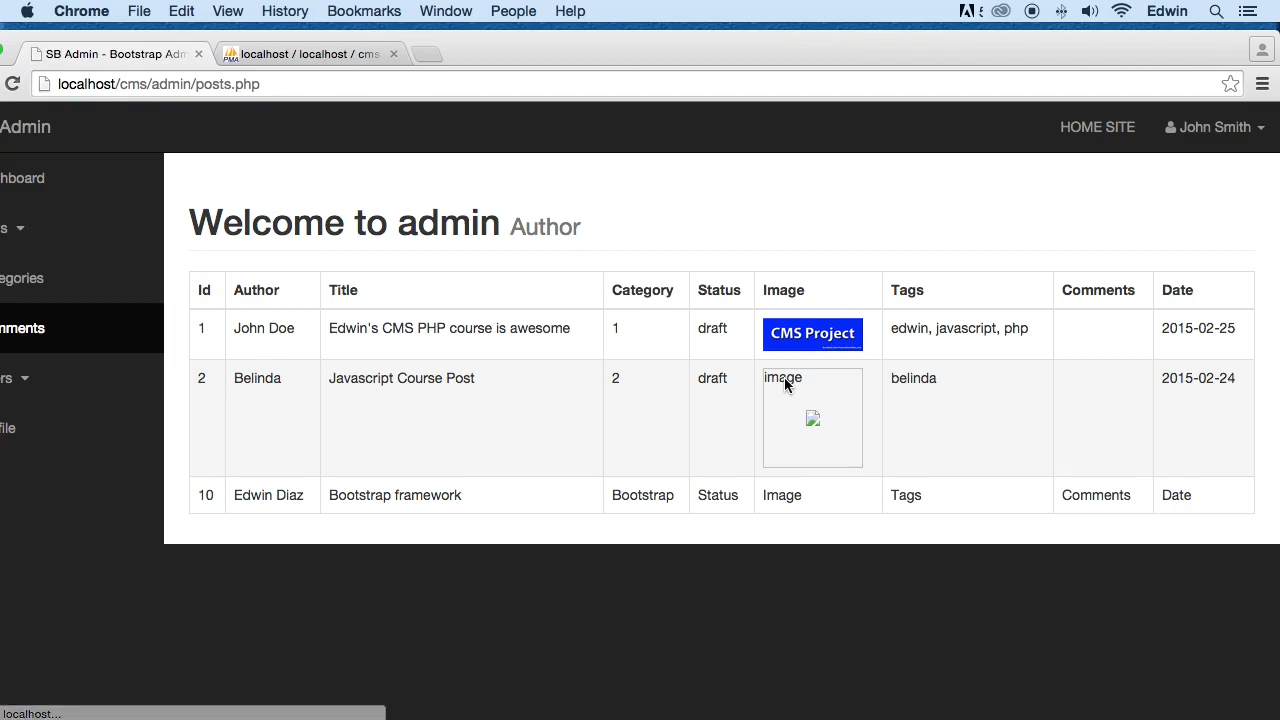 Chrome File Edit View History Bookmarks Window People Help Edwin
SB Admin - Bootstrap Adm localhost / localhost / cms
localhost/cms/admin/posts.php
Admin HOME SITE John Smith
hboard
s
egories
mments
rs
file
Welcome to admin Author
Id Author Title Category Status Image Tags Comments Date
1 John Doe Edwin's CMS PHP course is awesome 1 draft CMS Project edwin, javascript, php 2015-02-25
2 Belinda Javascript Course Post 2 draft image belinda 2015-02-24
10 Edwin Diaz Bootstrap framework Bootstrap Status Image Tags Comments Date
localhost...